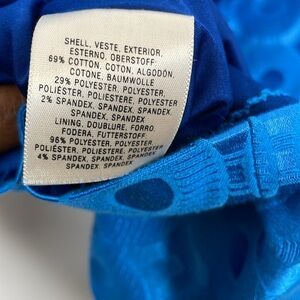 SHELL, VESTE, EXTERIOR,
ESTERNO, OBERSTOFF:
69% COTTON, COTON, ALGODÓN,
COTONE, BAUMWOLLE
29% POLYESTER, POLYESTER,
POLIÉSTER, POLIESTERE, POLYESTER
2% SPANDEX, SPANDEX, SPANDEX,
SPANDEX, SPANDEX
LINING, DOUBLURE, FORRO,
FODERA, FUTTERSTOFF:
96% POLYESTER, POLYESTER,
POLIÉSTER, POLIESTERE, POLYESTER
4% SPANDEX, SPANDEX, SPANDEX,
SPANDEX, SPANDEX